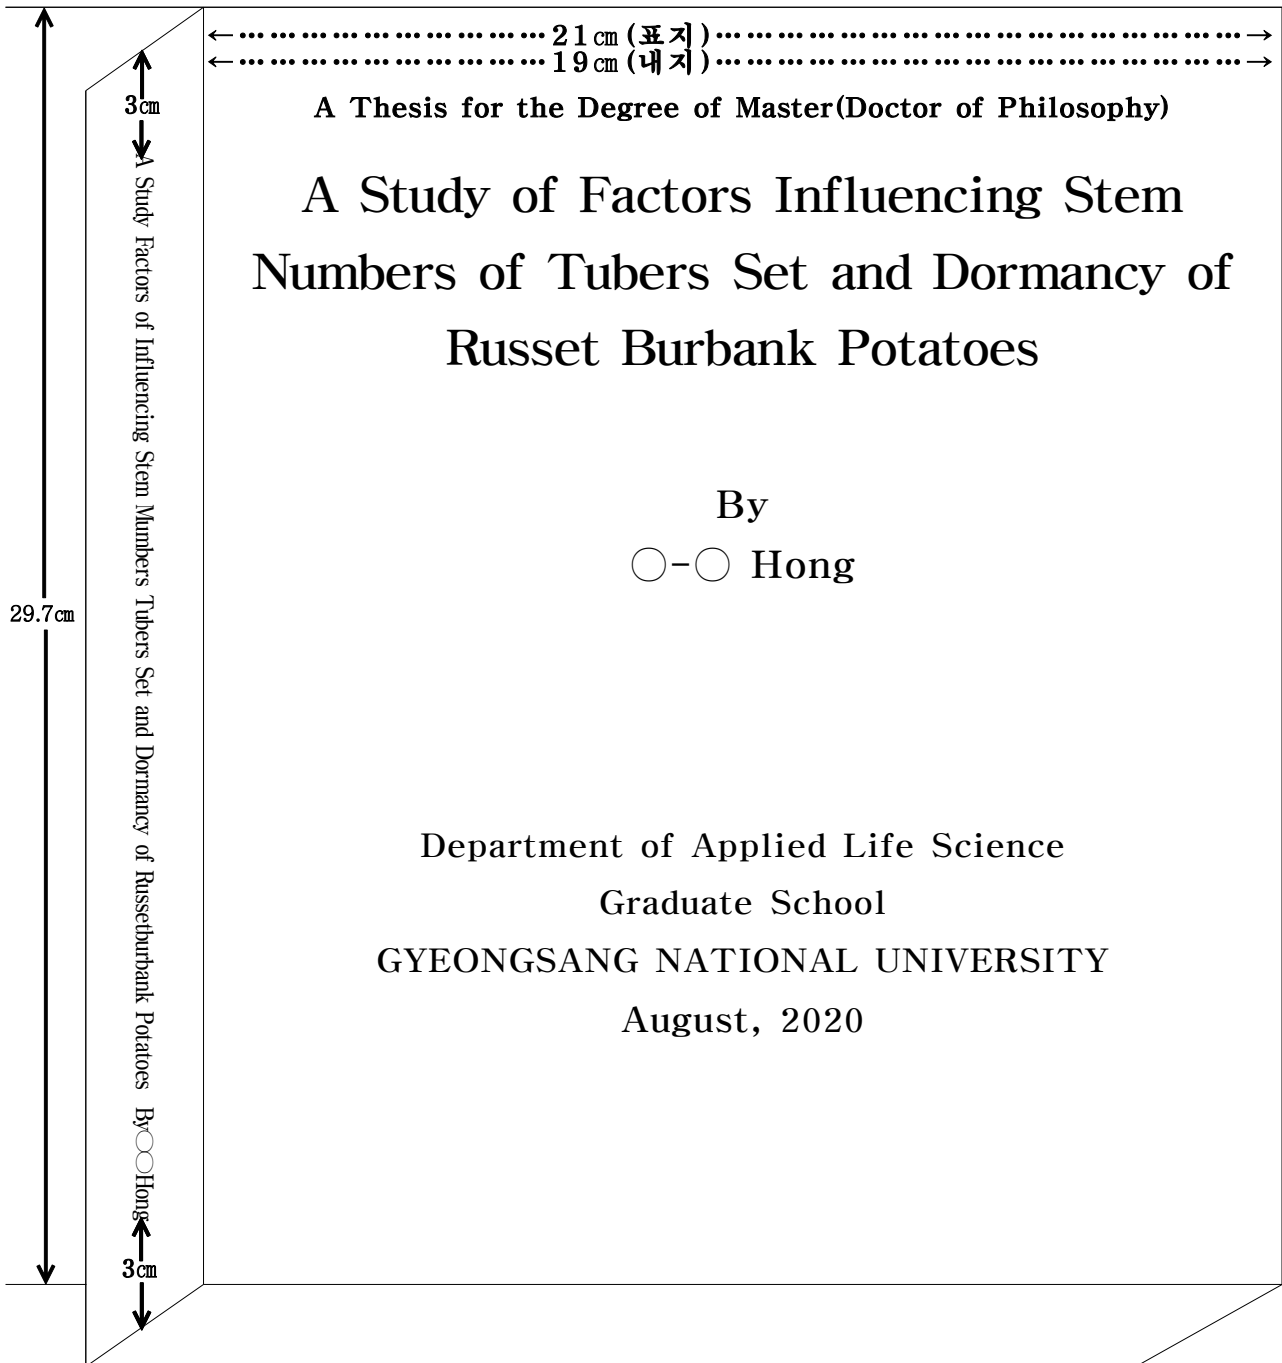 ←⋯⋯⋯⋯⋯⋯⋯⋯⋯⋯21㎝(표지)⋯⋯⋯⋯⋯⋯⋯⋯⋯⋯⋯⋯⋯⋯⋯⋯⋯→
←⋯⋯⋯⋯⋯⋯⋯⋯⋯⋯19㎝(내지)⋯⋯⋯⋯⋯⋯⋯⋯⋯⋯⋯⋯⋯⋯⋯⋯⋯→
A Thesis for the Degree of Master(Doctor of Philosophy)
A Study of Factors Influencing Stem
Numbers of Tubers Set and Dormancy of
Russet Burbank Potatoes
By
○-○ Hong
Department of Applied Life Science
Graduate School
GYEONGSANG NATIONAL UNIVERSITY
August, 2020
3㎝
A Study Factors of Influencing Stem Mumbers Tubers Set and Dormancy of Russetburbank Potatoes By○○Hong
3㎝
29.7㎝